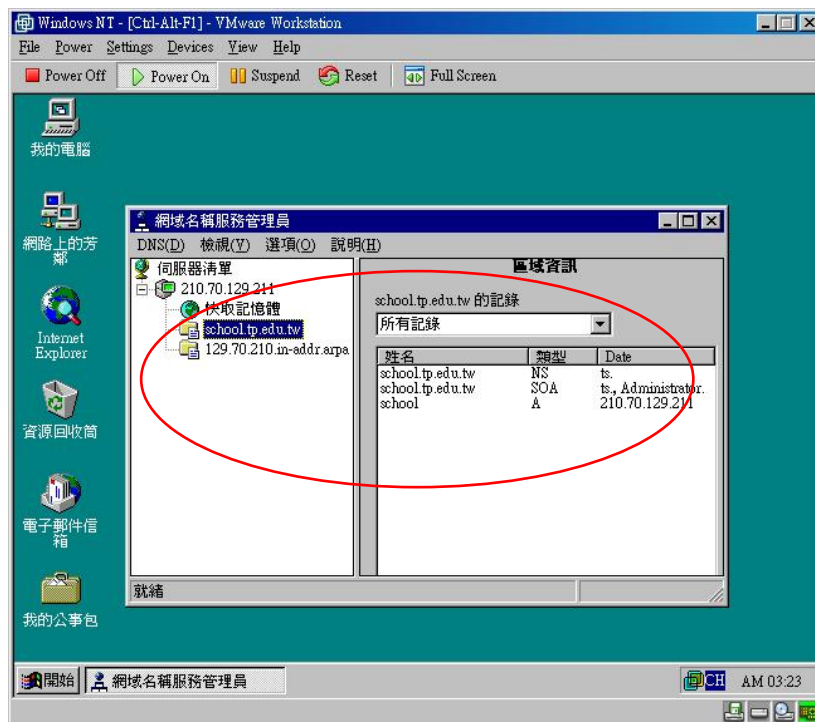 Windows NT - [Ctrl-Alt-F1] - VMware Workstation
File Power Settings Devices View Help
Power Off Power On Suspend Reset Full Screen
我的電腦
網路上的芳鄰
Internet Explorer
資源回收筒
電子郵件信箱
我的公事包
網域名稱服務管理員
DNS(D) 檢視(V) 選項(O) 說明(H)
伺服器清單
210.70.129.211
快取記憶體
school.tp.edu.tw
129.70.210.in-addr.arpa
區域資訊
school.tp.edu.tw 的記錄
所有記錄
姓名 類型 Date
school.tp.edu.tw NS ts.
school.tp.edu.tw SOA ts., Administrator.
school A 210.70.129.211
就緒
開始 網域名稱服務管理員 CH AM 03:23